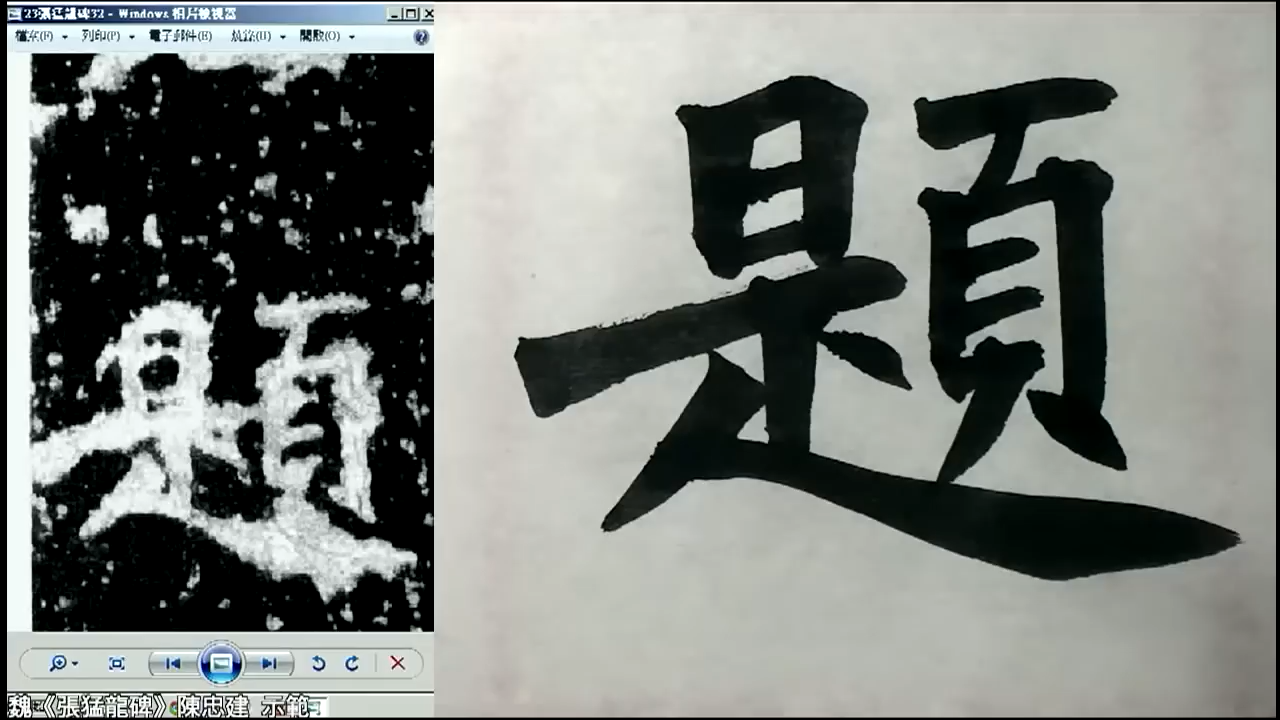 23張猛龍碑32 - Windows 相片檢視器
檔案(F) 列印(P) 電子郵件(E) 燒錄(U) 開啟(O)
題
題
魏《張猛龍碑》陳忠建 示範